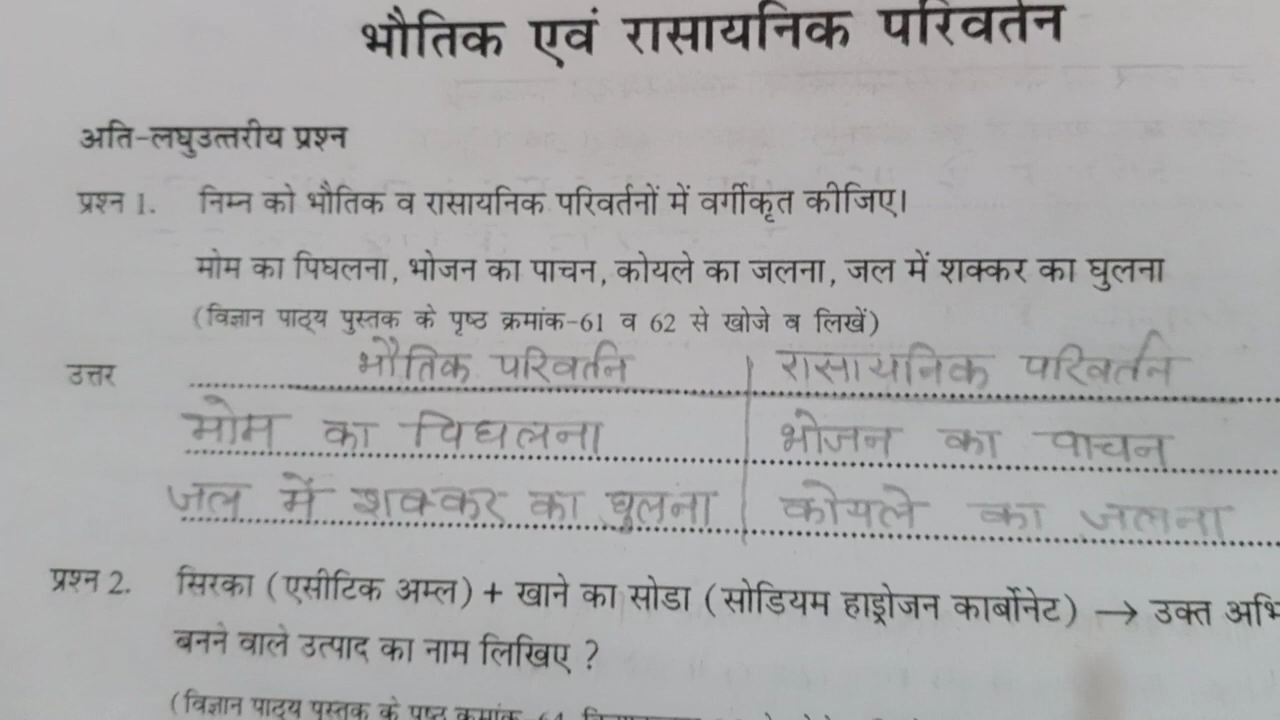 भौतिक एवं रासायनिक परिवर्तन
अति-लघुउत्तरीय प्रश्न
प्रश्न 1. निम्न को भौतिक व रासायनिक परिवर्तनों में वर्गीकृत कीजिए।
मोम का पिघलना, भोजन का पाचन, कोयले का जलना, जल में शक्कर का घुलना
(विज्ञान पाठ्य पुस्तक के पृष्ठ क्रमांक-61 व 62 से खोजे व लिखें)
उत्तर भौतिक परिवर्तन रासायनिक परिवर्तन
मोम का पिघलना भोजन का पाचन
जल में शक्कर का घुलना कोयले का जलना
प्रश्न 2. सिरका (एसीटिक अम्ल) + खाने का सोडा (सोडियम हाइड्रोजन कार्बोनेट) → उक्त अभि
बनने वाले उत्पाद का नाम लिखिए ?
(विज्ञान पाठ्य पुस्तक के पृष्ठ क्रमांक